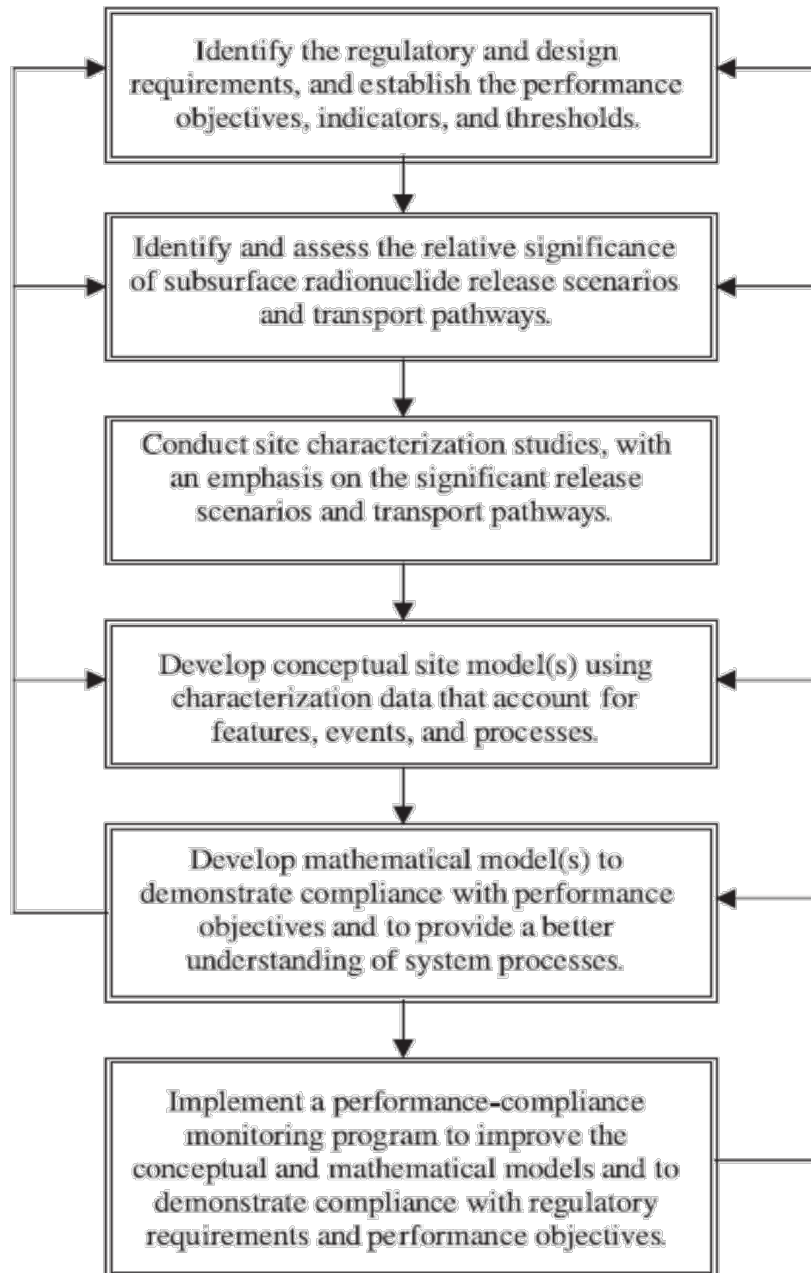 Identify the regulatory and design
requirements, and establish the performance
objectives, indicators, and thresholds.
Identify and assess the relative significance
of subsurface radionuclide release scenarios
and transport pathways.
Conduct site characterization studies, with
an emphasis on the significant release
scenarios and transport pathways.
Develop conceptual site model(s) using
characterization data that account for
features, events, and processes.
Develop mathematical model(s) to
demonstrate compliance with performance
objectives and to provide a better
understanding of system processes.
Implement a performance-compliance
monitoring program to improve the
conceptual and mathematical models and to
demonstrate compliance with regulatory
requirements and performance objectives.